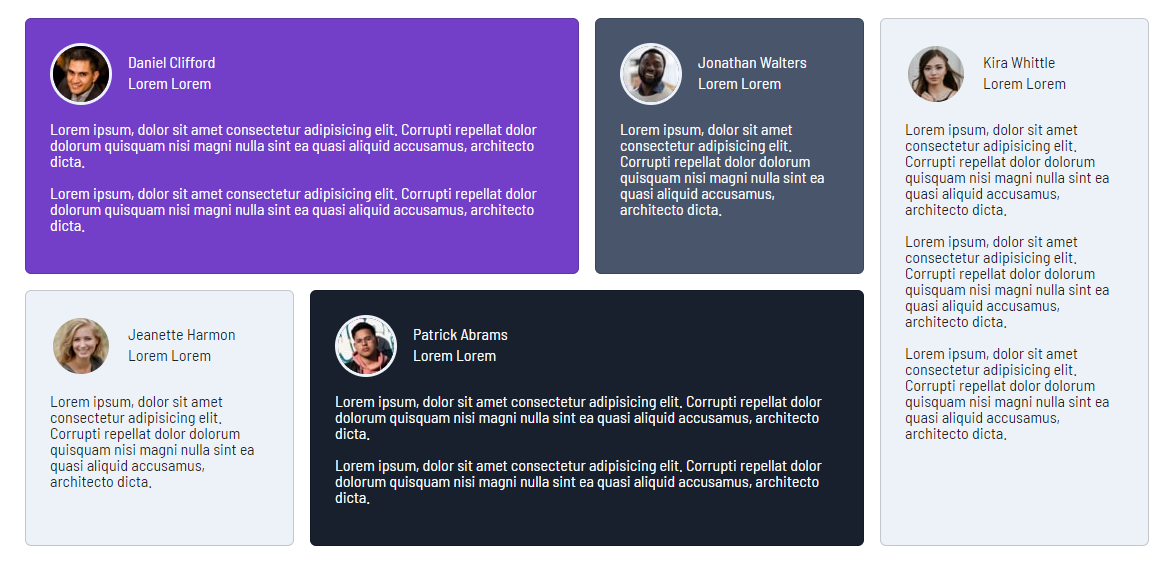 Daniel Clifford
Lorem Lorem
Lorem ipsum, dolor sit amet consectetur adipisicing elit. Corrupti repellat dolor
dolorum quisquam nisi magni nulla sint ea quasi aliquid accusamus, architecto
dicta.
Lorem ipsum, dolor sit amet consectetur adipisicing elit. Corrupti repellat dolor
dolorum quisquam nisi magni nulla sint ea quasi aliquid accusamus, architecto
dicta.
Jonathan Walters
Lorem Lorem
Lorem ipsum, dolor sit amet
consectetur adipisicing elit.
Corrupti repellat dolor dolorum
quisquam nisi magni nulla sint ea
quasi aliquid accusamus,
architecto dicta.
Kira Whittle
Lorem Lorem
Lorem ipsum, dolor sit amet
consectetur adipisicing elit.
Corrupti repellat dolor dolorum
quisquam nisi magni nulla sint ea
quasi aliquid accusamus,
architecto dicta.
Lorem ipsum, dolor sit amet
consectetur adipisicing elit.
Corrupti repellat dolor dolorum
quisquam nisi magni nulla sint ea
quasi aliquid accusamus,
architecto dicta.
Lorem ipsum, dolor sit amet
consectetur adipisicing elit.
Corrupti repellat dolor dolorum
quisquam nisi magni nulla sint ea
quasi aliquid accusamus,
architecto dicta.
Jeanette Harmon
Lorem Lorem
Lorem ipsum, dolor sit amet
consectetur adipisicing elit.
Corrupti repellat dolor dolorum
quisquam nisi magni nulla sint ea
quasi aliquid accusamus,
architecto dicta.
Patrick Abrams
Lorem Lorem
Lorem ipsum, dolor sit amet consectetur adipisicing elit. Corrupti repellat dolor
dolorum quisquam nisi magni nulla sint ea quasi aliquid accusamus, architecto
dicta.
Lorem ipsum, dolor sit amet consectetur adipisicing elit. Corrupti repellat dolor
dolorum quisquam nisi magni nulla sint ea quasi aliquid accusamus, architecto
dicta.